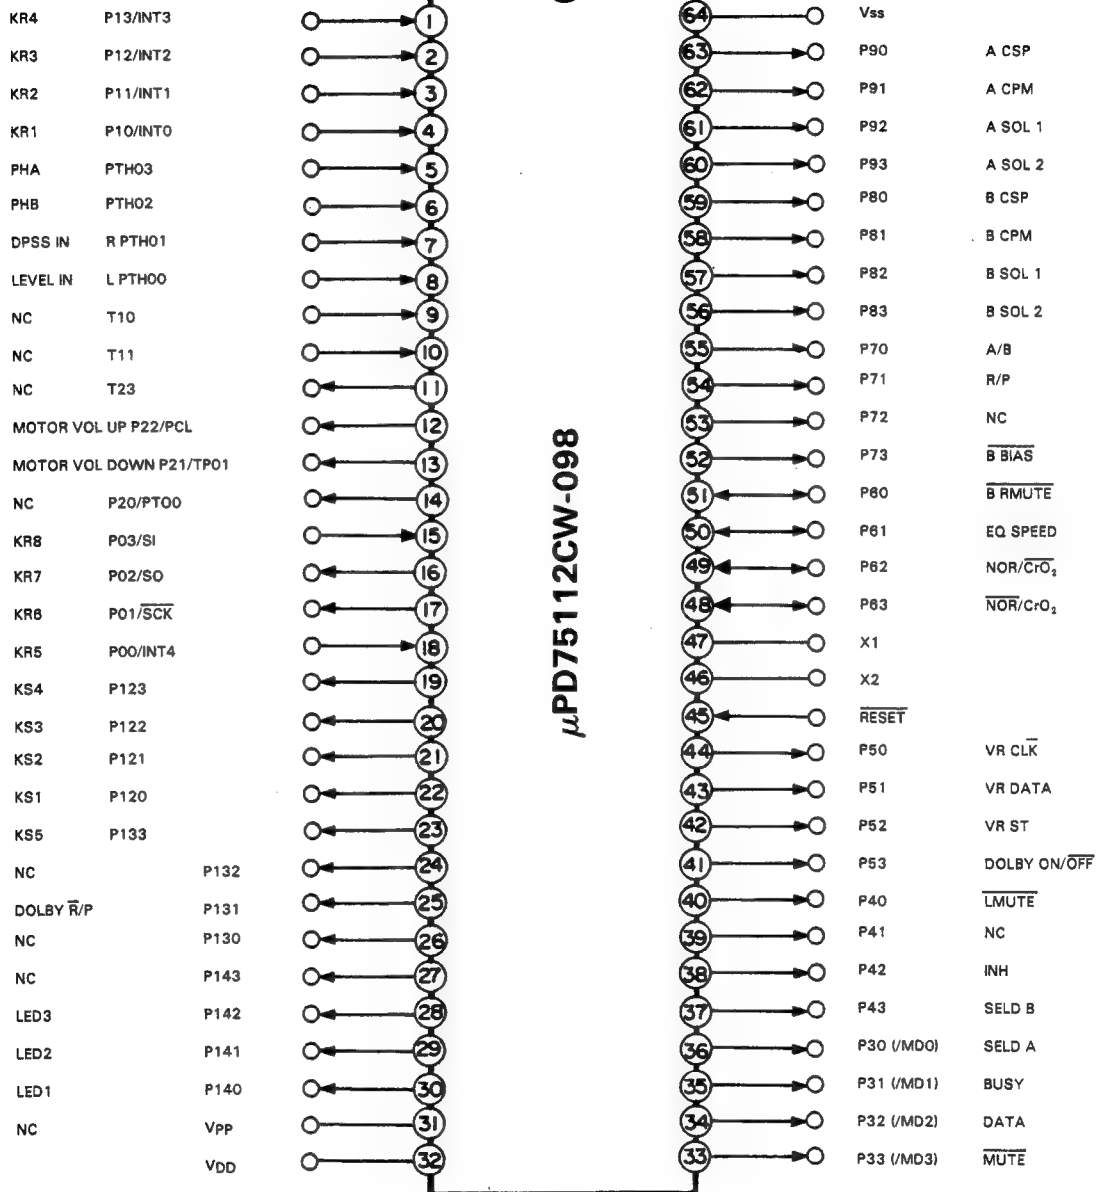 KR4 P13/INT3 1
KR3 P12/INT2 2
KR2 P11/INT1 3
KR1 P10/INT0 4
PHA PTH03 5
PHB PTH02 6
DPSS IN R PTH01 7
LEVEL IN L PTH00 8
NC T10 9
NC T11 10
NC T23 11
MOTOR VOL UP P22/PCL 12
MOTOR VOL DOWN P21/TP01 13
NC P20/PTO0 14
KR8 P03/SI 15
KR7 P02/SO 16
KR6 P01/S̅C̅K̅ 17
KR5 P00/INT4 18
KS4 P123 19
KS3 P122 20
KS2 P121 21
KS1 P120 22
KS5 P133 23
NC P132 24
DOLBY R̅/P P131 25
NC P130 26
NC P143 27
LED3 P142 28
LED2 P141 29
LED1 P140 30
NC VPP 31
VDD 32
µPD75112CW-098
64 Vss
63 P90 A CSP
62 P91 A CPM
61 P92 A SOL 1
60 P93 A SOL 2
59 P80 B CSP
58 P81 B CPM
57 P82 B SOL 1
56 P83 B SOL 2
55 P70 A/B
54 P71 R/P
53 P72 NC
52 P73 B̅ B̅I̅A̅S̅
51 P60 B̅ R̅M̅U̅T̅E̅
50 P61 EQ SPEED
49 P62 NOR/C̅r̅O̅₂
48 P63 N̅O̅R̅/CrO₂
47 X1
46 X2
45 R̅E̅S̅E̅T̅
44 P50 VR CLK̅
43 P51 VR DATA
42 P52 VR ST
41 P53 DOLBY ON/O̅F̅F̅
40 P40 L̅M̅U̅T̅E̅
39 P41 NC
38 P42 INH
37 P43 SELD B
36 P30 (/MD0) SELD A
35 P31 (/MD1) BUSY
34 P32 (/MD2) DATA
33 P33 (/MD3) M̅U̅T̅E̅